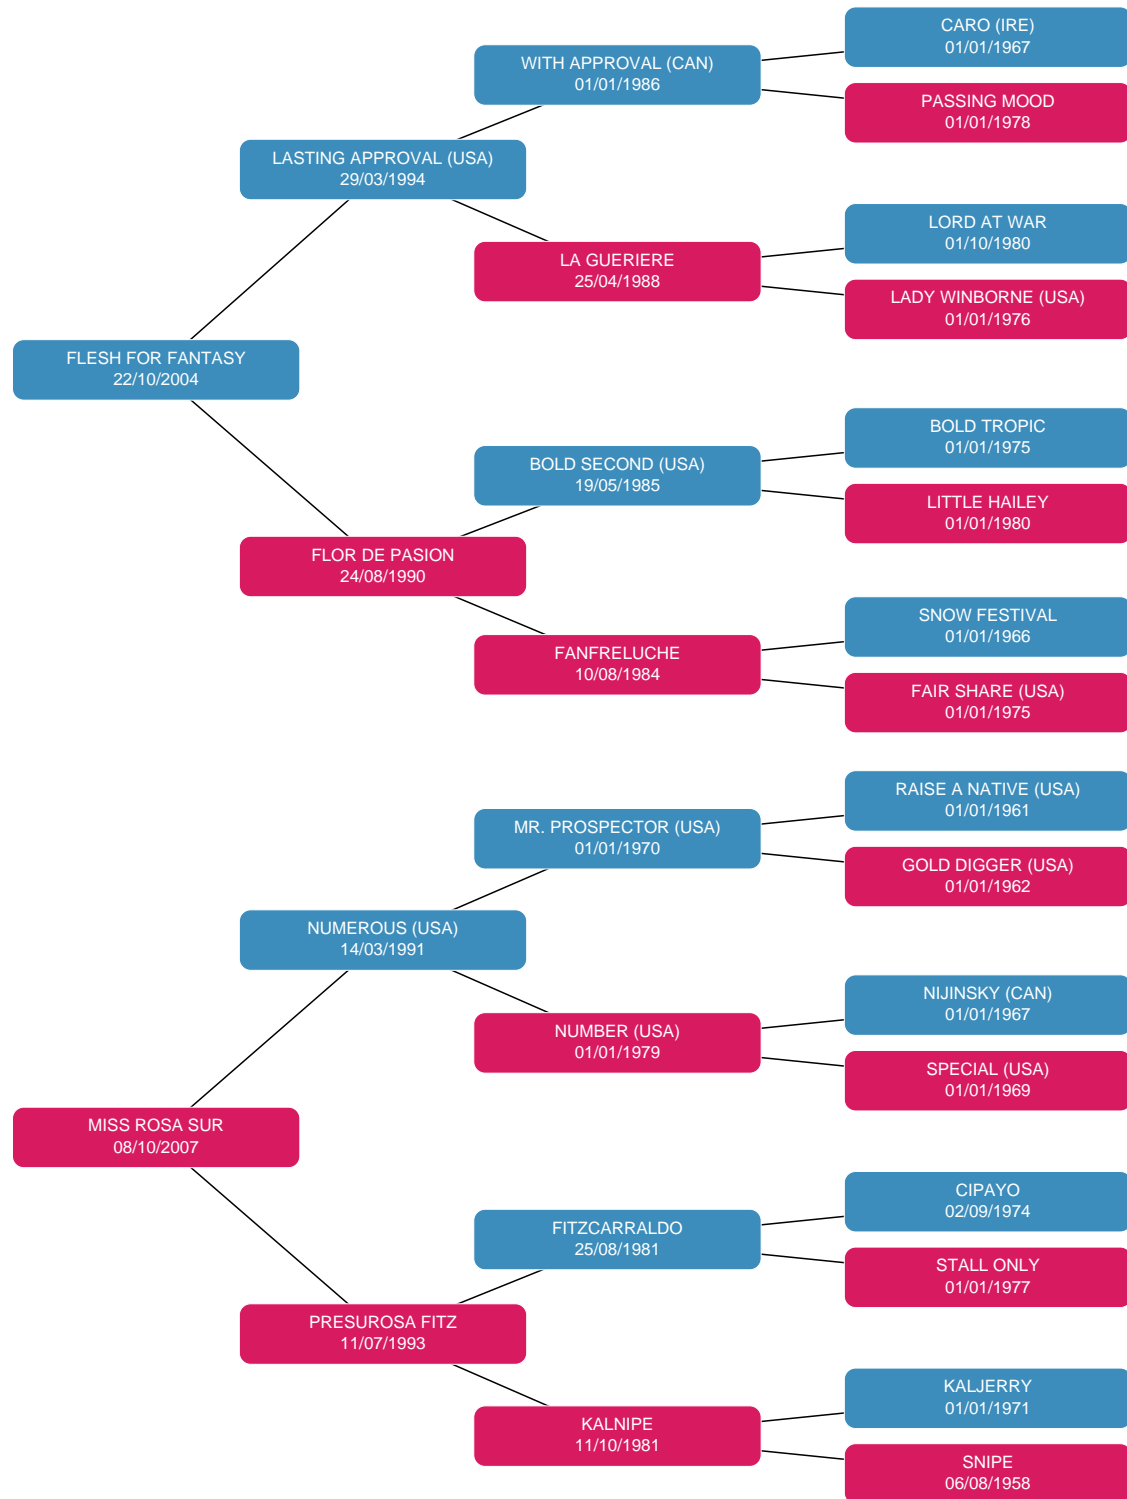 CARO (IRE)
01/01/1967
WITH APPROVAL (CAN)
01/01/1986
PASSING MOOD
01/01/1978
LASTING APPROVAL (USA)
29/03/1994
LORD AT WAR
01/10/1980
LA GUERIERE
25/04/1988
LADY WINBORNE (USA)
01/01/1976
FLESH FOR FANTASY
22/10/2004
BOLD TROPIC
01/01/1975
BOLD SECOND (USA)
19/05/1985
LITTLE HAILEY
01/01/1980
FLOR DE PASION
24/08/1990
SNOW FESTIVAL
01/01/1966
FANFRELUCHE
10/08/1984
FAIR SHARE (USA)
01/01/1975
RAISE A NATIVE (USA)
01/01/1961
MR. PROSPECTOR (USA)
01/01/1970
GOLD DIGGER (USA)
01/01/1962
NUMEROUS (USA)
14/03/1991
NIJINSKY (CAN)
01/01/1967
NUMBER (USA)
01/01/1979
SPECIAL (USA)
01/01/1969
MISS ROSA SUR
08/10/2007
CIPAYO
02/09/1974
FITZCARRALDO
25/08/1981
STALL ONLY
01/01/1977
PRESUROSA FITZ
11/07/1993
KALJERRY
01/01/1971
KALNIPE
11/10/1981
SNIPE
06/08/1958